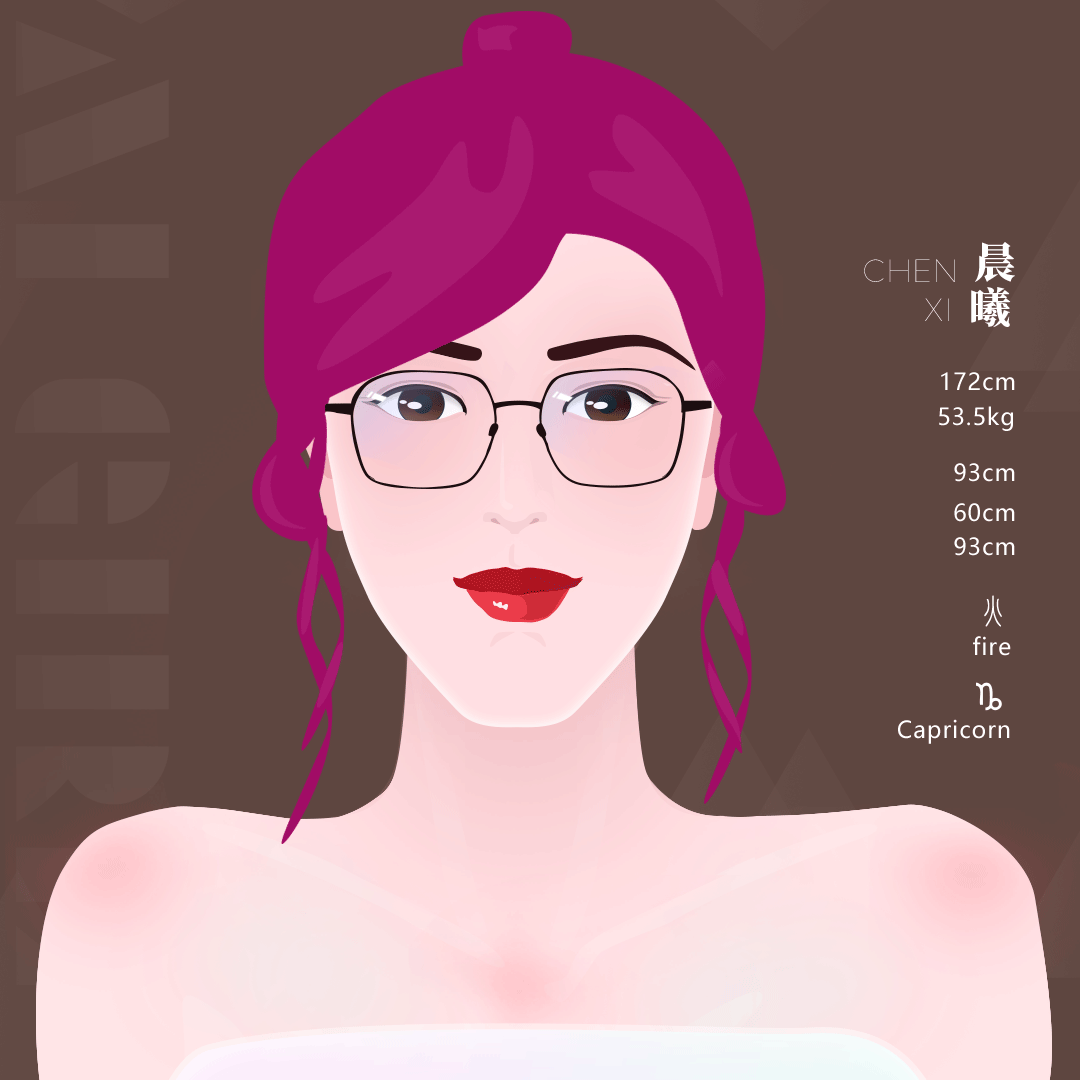 CHEN 晨
XI 曦
172cm
53.5kg
93cm
60cm
93cm
火
fire
♑
Capricorn